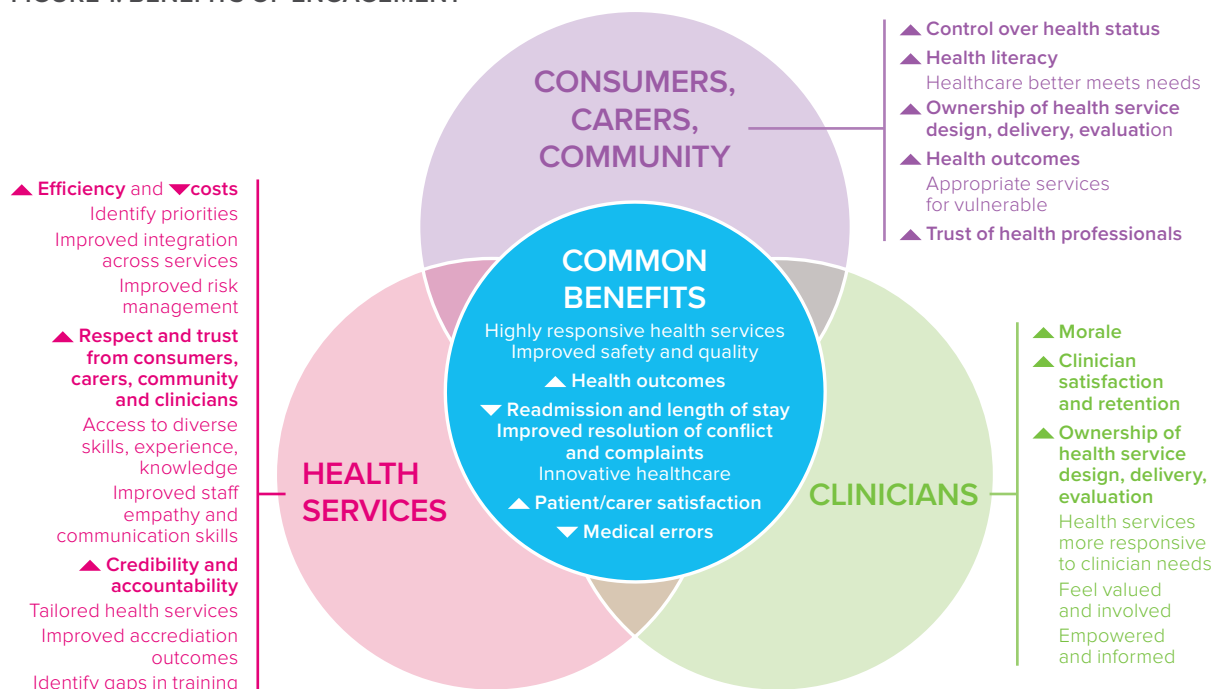 FIGURE 1: BENEFITS OF ENGAGEMENT
CONSUMERS,
CARERS,
COMMUNITY
▲ Control over health status
▲ Health literacy
Healthcare better meets needs
▲ Ownership of health service
design, delivery, evaluation
▲ Health outcomes
Appropriate services
for vulnerable
▲ Trust of health professionals
▲ Efficiency and ▼costs
Identify priorities
Improved integration
across services
Improved risk
management
▲ Respect and trust
from consumers,
carers, community
and clinicians
Access to diverse
skills, experience,
knowledge
Improved staff
empathy and
communication skills
▲ Credibility and
accountability
Tailored health services
Improved accrediation
outcomes
Identify gaps in training
HEALTH
SERVICES
COMMON
BENEFITS
Highly responsive health services
Improved safety and quality
▲ Health outcomes
▼ Readmission and length of stay
Improved resolution of conflict
and complaints
Innovative healthcare
▲ Patient/carer satisfaction
▼ Medical errors
CLINICIANS
▲ Morale
▲ Clinician
satisfaction
and retention
▲ Ownership of
health service
design, delivery,
evaluation
Health services
more responsive
to clinician needs
Feel valued
and involved
Empowered
and informed